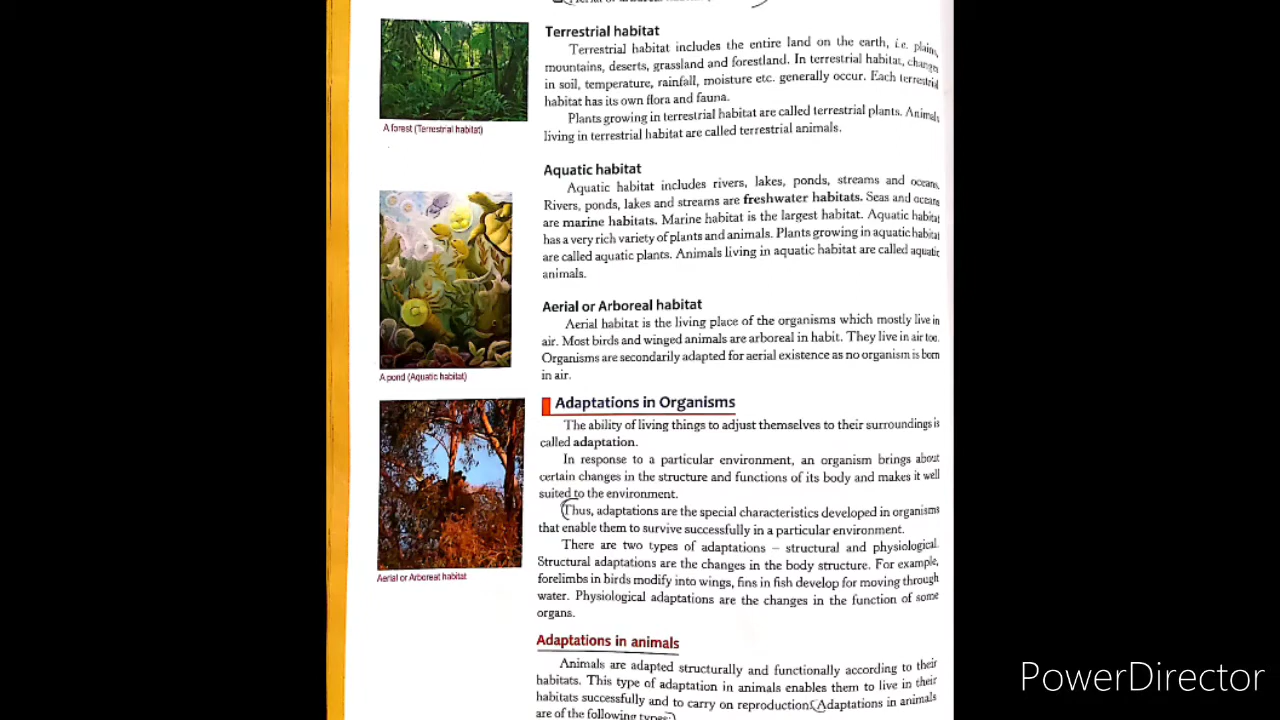 Terrestrial habitat
Terrestrial habitat includes the entire land on the earth, i.e. plains,
mountains, deserts, grassland and forestland. In terrestrial habitat, changes
in soil, temperature, rainfall, moisture etc. generally occur. Each terrestrial
habitat has its own flora and fauna.
Plants growing in terrestrial habitat are called terrestrial plants. Animals
living in terrestrial habitat are called terrestrial animals.
A forest (Terrestrial habitat)
Aquatic habitat
Aquatic habitat includes rivers, lakes, ponds, streams and oceans.
Rivers, ponds, lakes and streams are freshwater habitats. Seas and oceans
are marine habitats. Marine habitat is the largest habitat. Aquatic habitat
has a very rich variety of plants and animals. Plants growing in aquatic habitat
are called aquatic plants. Animals living in aquatic habitat are called aquatic
animals.
A pond (Aquatic habitat)
Aerial or Arboreal habitat
Aerial habitat is the living place of the organisms which mostly live in
air. Most birds and winged animals are arboreal in habit. They live in air too.
Organisms are secondarily adapted for aerial existence as no organism is born
in air.
Adaptations in Organisms
The ability of living things to adjust themselves to their surroundings is
called adaptation.
In response to a particular environment, an organism brings about
certain changes in the structure and functions of its body and makes it well
suited to the environment.
Thus, adaptations are the special characteristics developed in organisms
that enable them to survive successfully in a particular environment.
There are two types of adaptations – structural and physiological.
Structural adaptations are the changes in the body structure. For example,
forelimbs in birds modify into wings, fins in fish develop for moving through
water. Physiological adaptations are the changes in the function of some
organs.
Aerial or Arboreal habitat
Adaptations in animals
Animals are adapted structurally and functionally according to their
habitats. This type of adaptation in animals enables them to live in their
habitats successfully and to carry on reproduction. Adaptations in animals
are of the following types:
PowerDirector